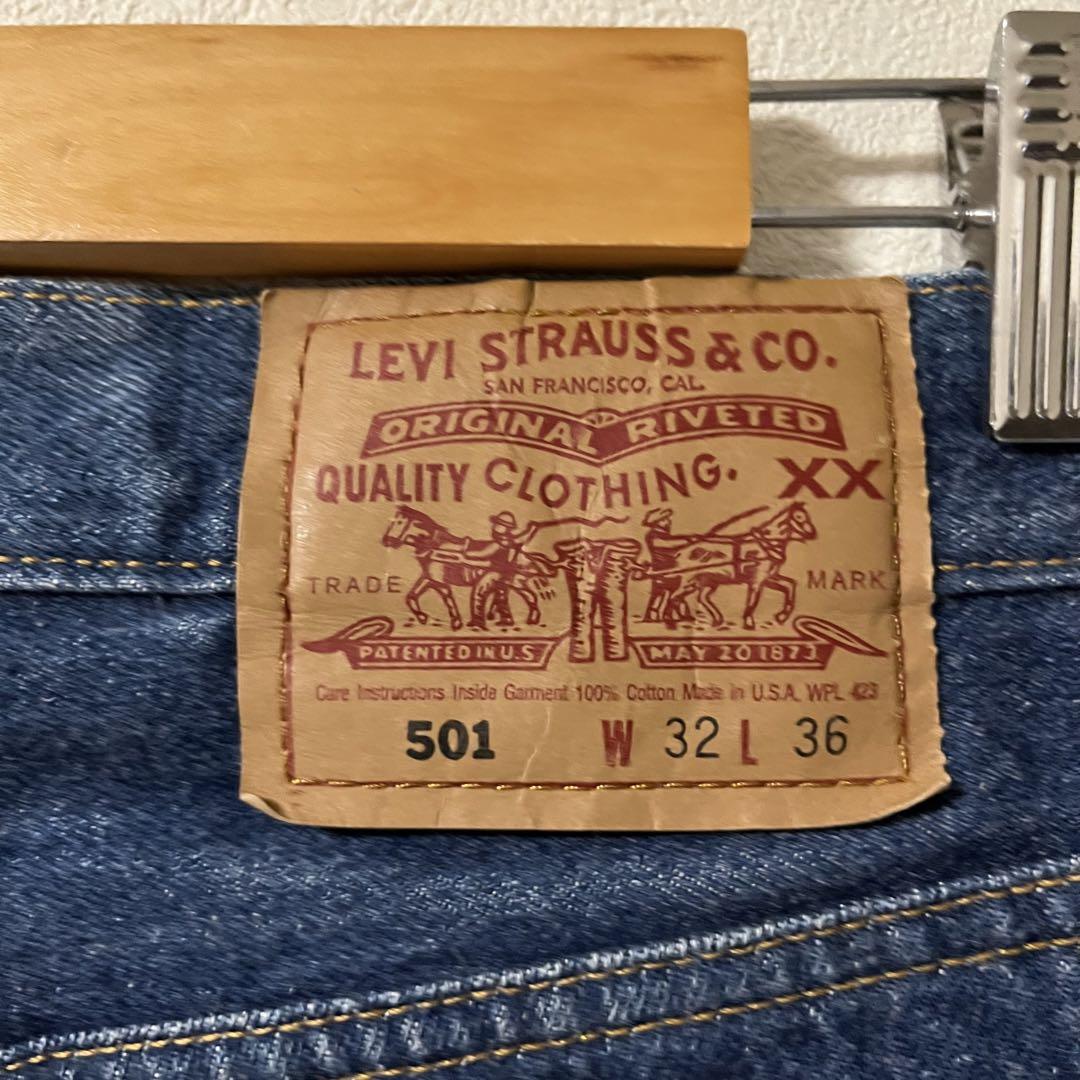 LEVI STRAUSS & CO.
SAN FRANCISCO, CAL.
ORIGINAL RIVETED
QUALITY CLOTHING. XX
TRADE MARK
PATENTED IN U.S MAY 20 1873
Care Instructions Inside Garment 100% Cotton Made in U.S.A. WPL 423
501 W 32 L 36